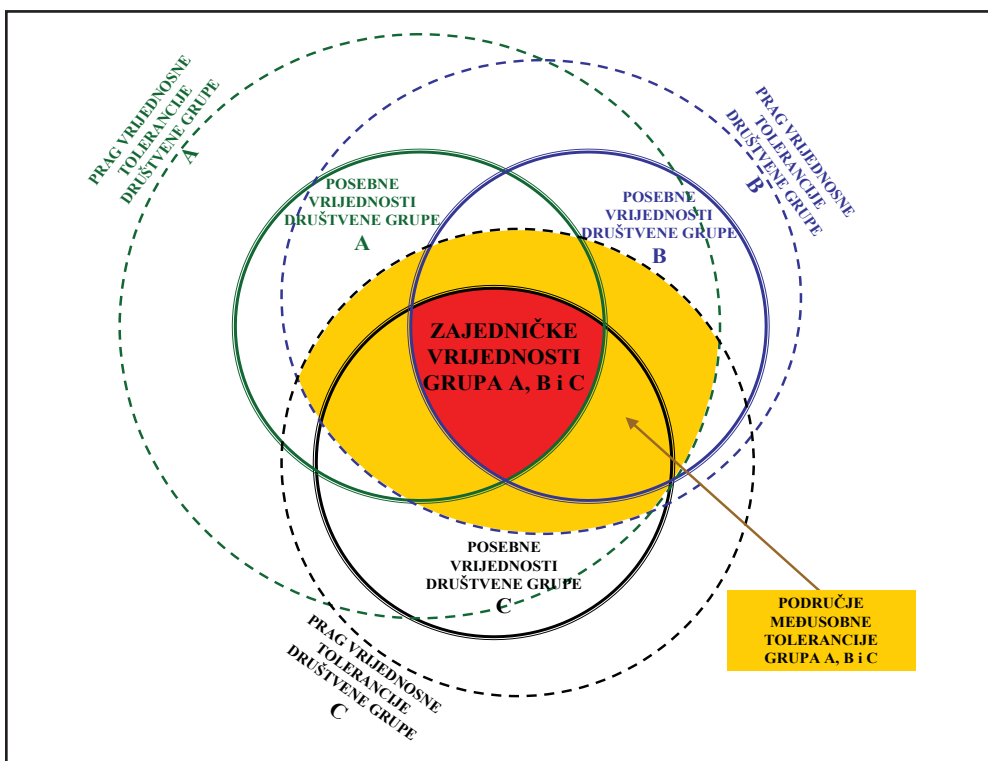 PRAG VRIJEDNOSNE
TOLERANCIJE
DRUŠTVENE GRUPE
A
PRAG VRIJEDNOSNE
TOLERANCIJE
DRUŠTVENE GRUPE
B
POSEBNE
VRIJEDNOSTI
DRUŠTVENE GRUPE
A
POSEBNE
VRIJEDNOSTI
DRUŠTVENE GRUPE
B
ZAJEDNIČKE
VRIJEDNOSTI
GRUPA A, B i C
POSEBNE
VRIJEDNOSTI
DRUŠTVENE GRUPE
C
PODRUČJE
MEĐUSOBNE
TOLERANCIJE
GRUPA A, B i C
PRAG VRIJEDNOSNE
TOLERANCIJE
DRUŠTVENE GRUPE
C